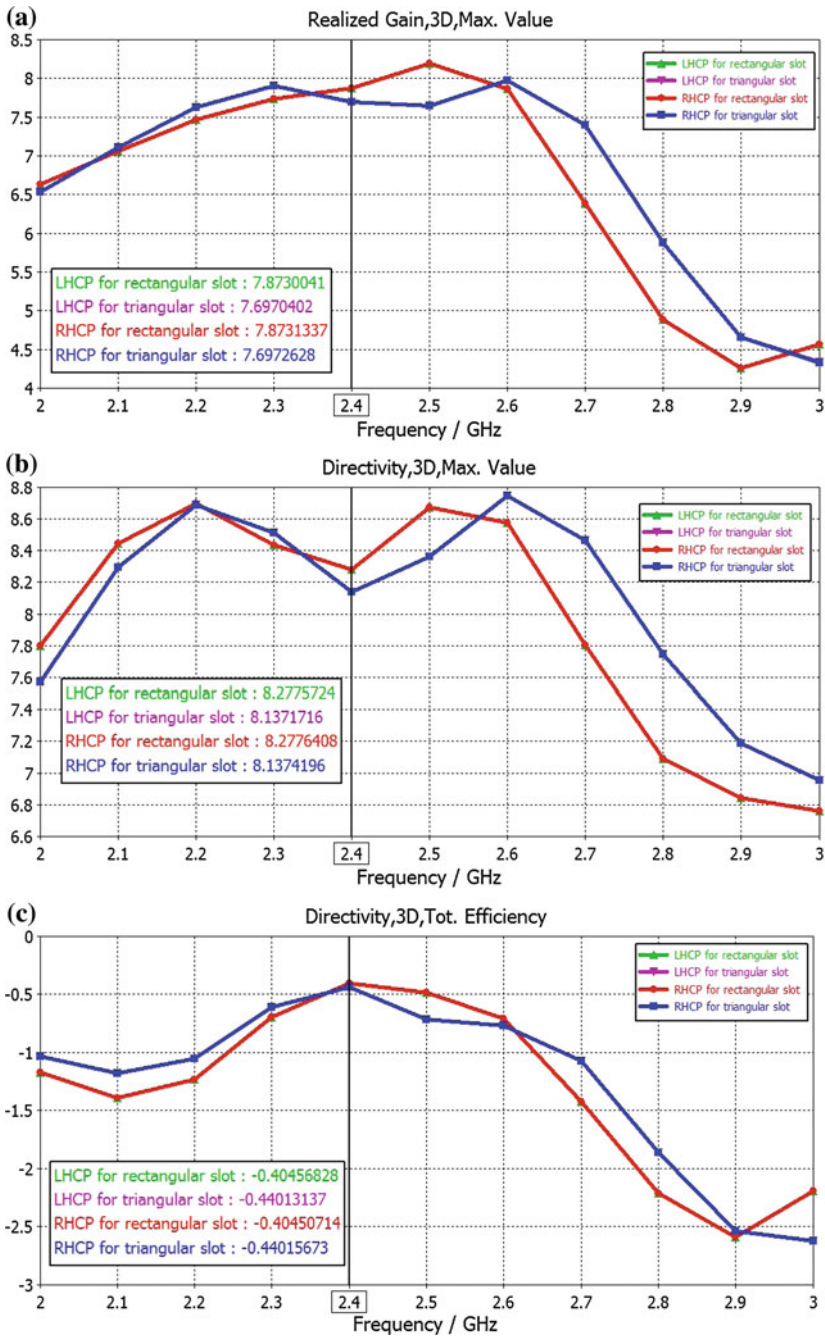 (a)
Realized Gain,3D,Max. Value
8.5
8
7.5
7
6.5
6
5.5
5
4.5
4
LHCP for rectangular slot
LHCP for triangular slot
RHCP for rectangular slot
RHCP for triangular slot
LHCP for rectangular slot : 7.8730041
LHCP for triangular slot : 7.6970402
RHCP for rectangular slot : 7.8731337
RHCP for triangular slot : 7.6972628
2 2.1 2.2 2.3 2.4 2.5 2.6 2.7 2.8 2.9 3
Frequency / GHz
(b)
Directivity,3D,Max. Value
8.8
8.6
8.4
8.2
8
7.8
7.6
7.4
7.2
7
6.8
6.6
LHCP for rectangular slot
LHCP for triangular slot
RHCP for rectangular slot
RHCP for triangular slot
LHCP for rectangular slot : 8.2775724
LHCP for triangular slot : 8.1371716
RHCP for rectangular slot : 8.2776408
RHCP for triangular slot : 8.1374196
2 2.1 2.2 2.3 2.4 2.5 2.6 2.7 2.8 2.9 3
Frequency / GHz
(c)
Directivity,3D,Tot. Efficiency
0
-0.5
-1
-1.5
-2
-2.5
-3
LHCP for rectangular slot
LHCP for triangular slot
RHCP for rectangular slot
RHCP for triangular slot
LHCP for rectangular slot : -0.40456828
LHCP for triangular slot : -0.44013137
RHCP for rectangular slot : -0.40450714
RHCP for triangular slot : -0.44015673
2 2.1 2.2 2.3 2.4 2.5 2.6 2.7 2.8 2.9 3
Frequency / GHz